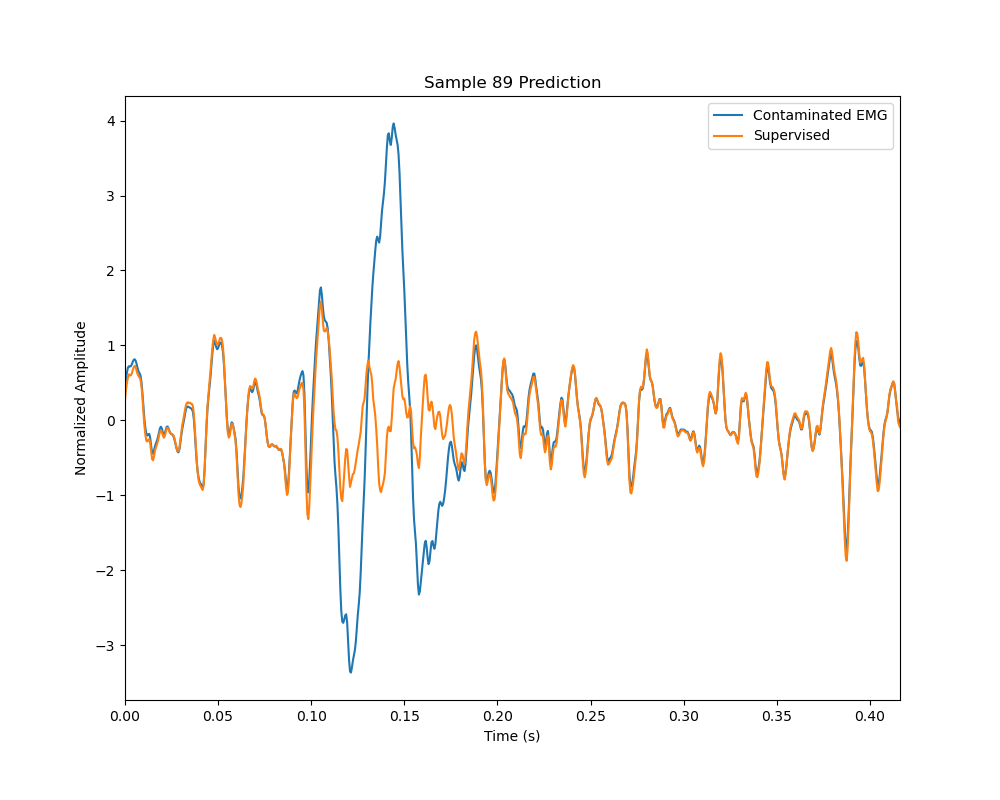 Sample 89 Prediction
Contaminated EMG
Supervised
Normalized Amplitude
4
3
2
1
0
−1
−2
−3
0.00 0.05 0.10 0.15 0.20 0.25 0.30 0.35 0.40
Time (s)